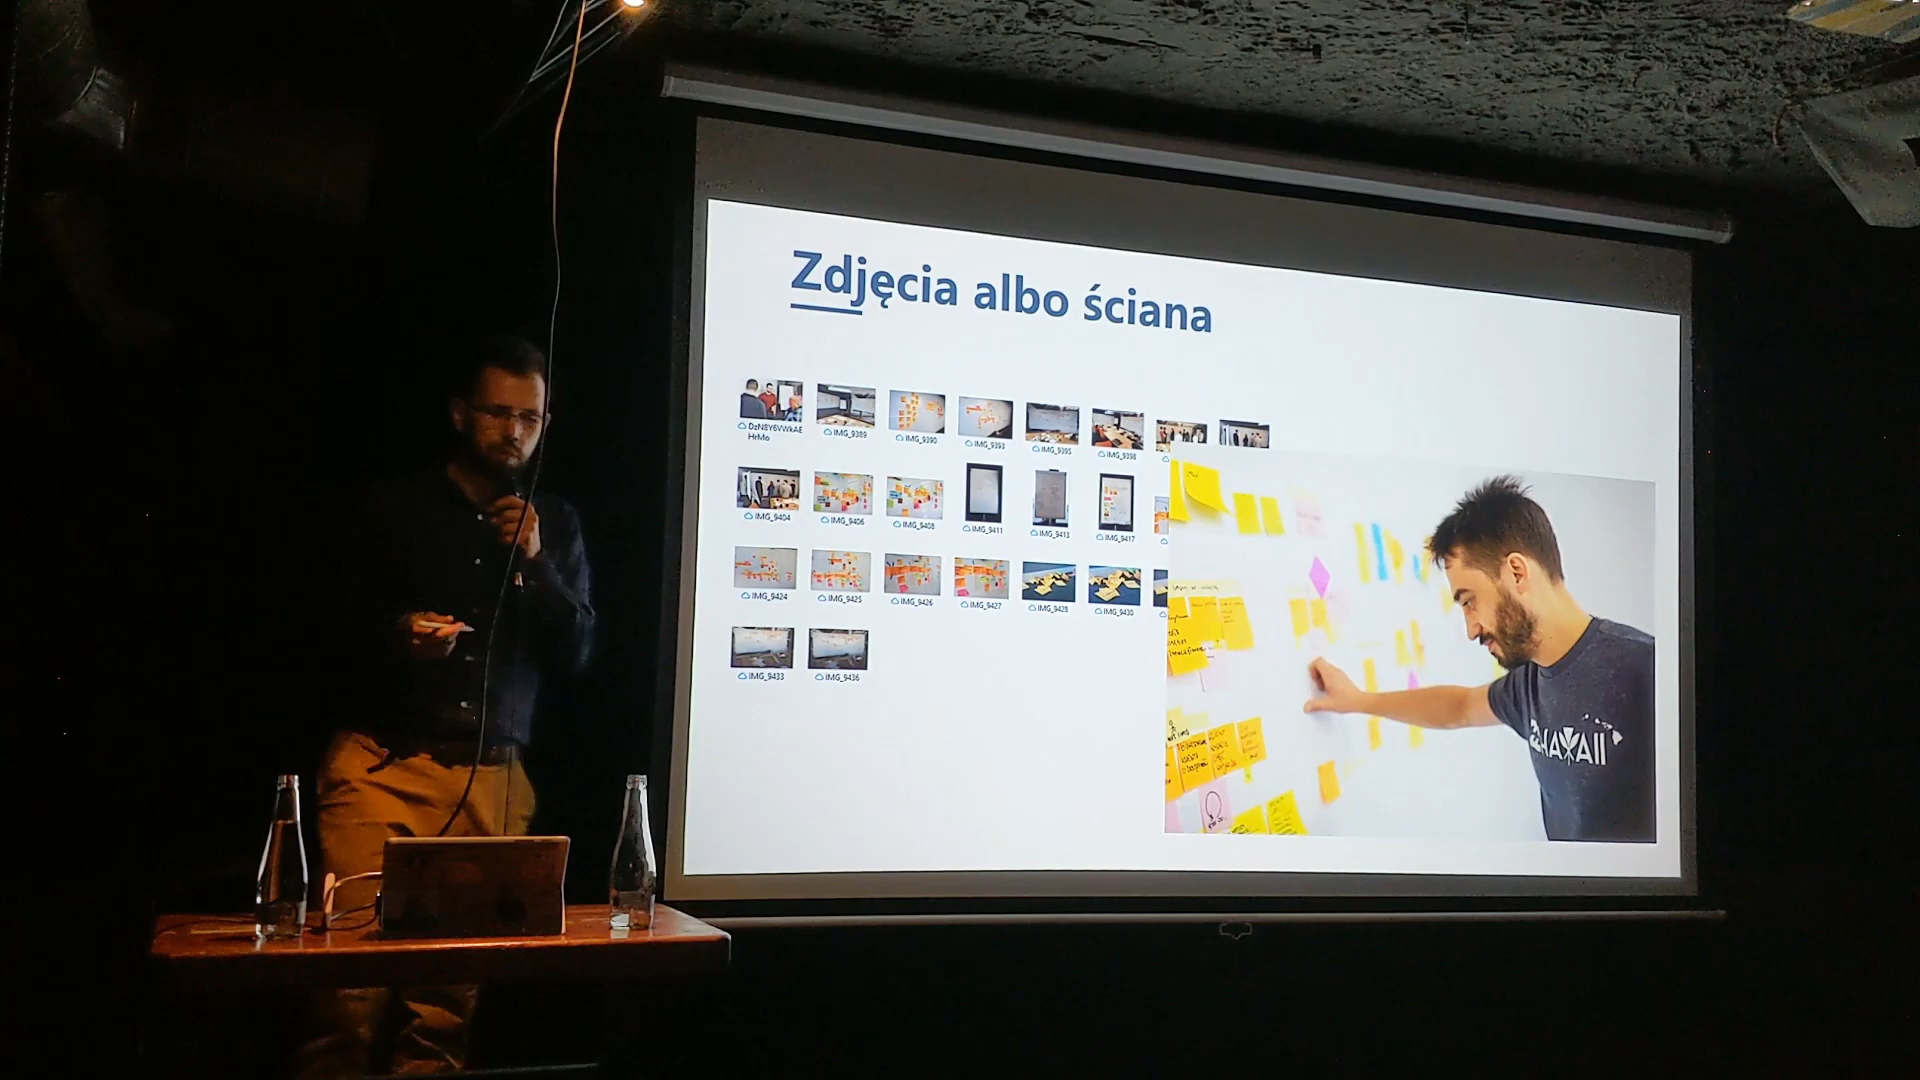 Zdjęcia albo ściana
DzN8Y6VWkAE
HrMo
IMG_9389
IMG_9390
IMG_9393
IMG_9395
IMG_9398
IMG_9404
IMG_9406
IMG_9408
IMG_9411
IMG_9413
IMG_9417
IMG_9424
IMG_9425
IMG_9426
IMG_9427
IMG_9428
IMG_9430
IMG_9433
IMG_9436
HAWAII